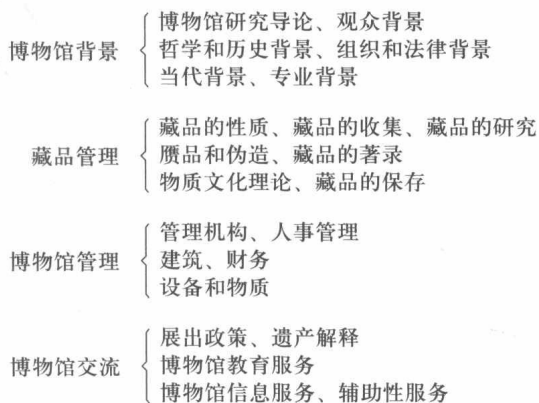 博物馆研究导论、观众背景
博物馆背景 哲学和历史背景、组织和法律背景
当代背景、专业背景
藏品的性质、藏品的收集、藏品的研究
藏品管理 赝品和伪造、藏品的著录
物质文化理论、藏品的保存
管理机构、人事管理
博物馆管理 建筑、财务
设备和物质
展出政策、遗产解释
博物馆交流 博物馆教育服务
博物馆信息服务、辅助性服务